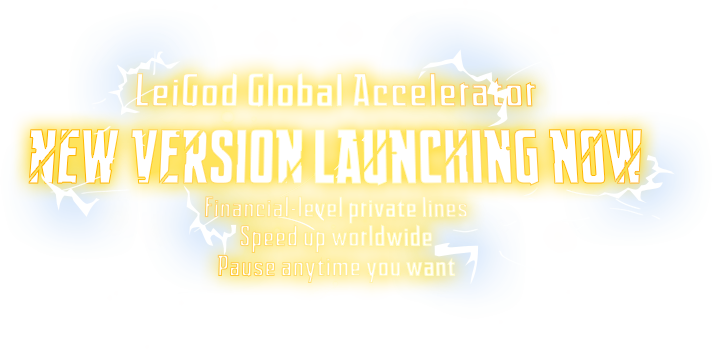 LeiGod Global Accelerator
NEW VERSION LAUNCHING NOW
Financial-level private lines
Speed up worldwide
Pause anytime you want